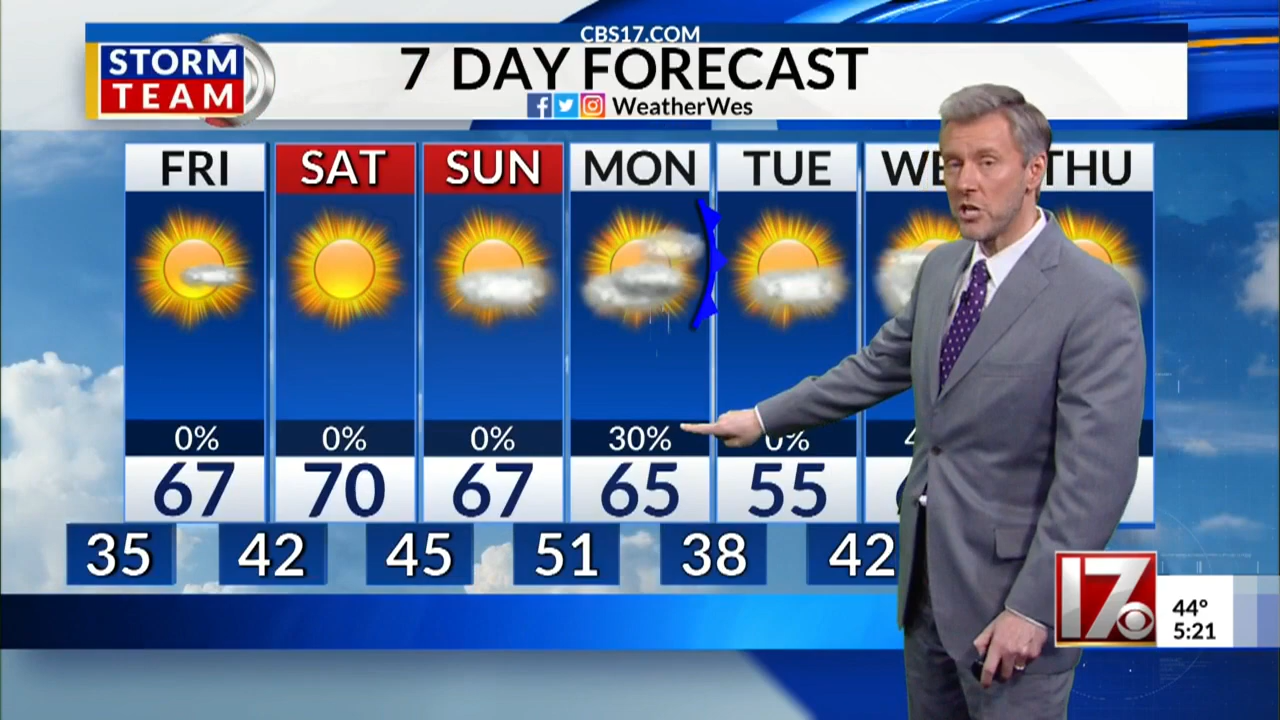 CBS17.COM
STORM
TEAM
7 DAY FORECAST
WeatherWes
FRI SAT SUN MON TUE THU
0% 0% 0% 30% 0%
67 70 67 65 55
35 42 45 51 38 42
17
44°
5:21